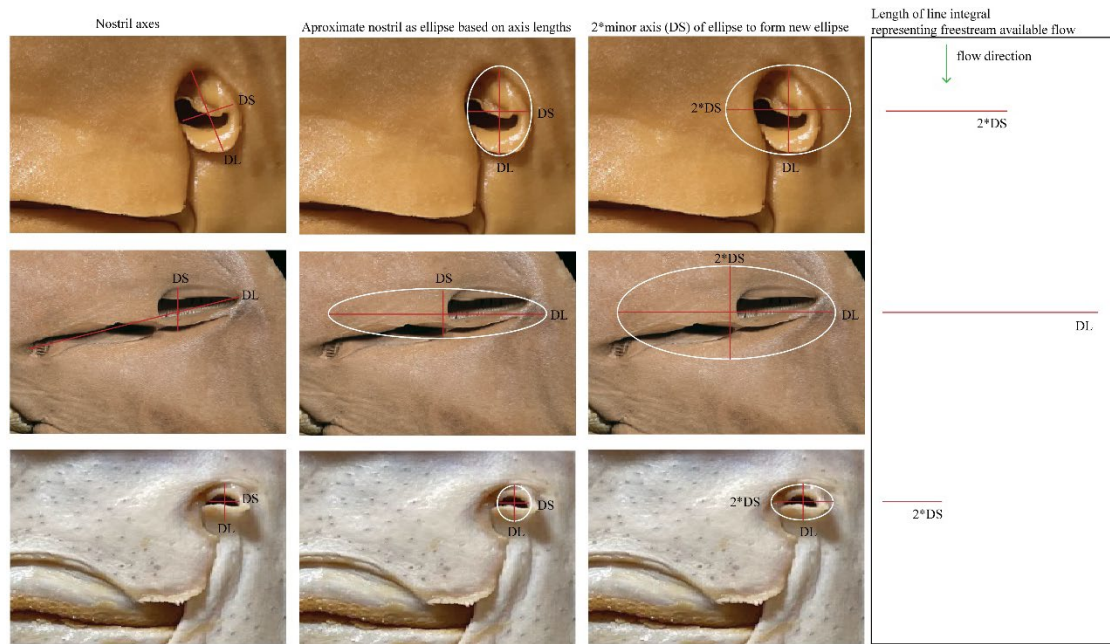 Nostril axes
Aproximate nostril as ellipse based on axis lengths
2*minor axis (DS) of ellipse to form new ellipse
Length of line integral
representing freestream available flow
flow direction
DS
DL
DS
DL
2*DS
DL
2*DS
DS
DL
DS
DL
2*DS
DL
DL
DS
DL
DS
DL
2*DS
DL
2*DS